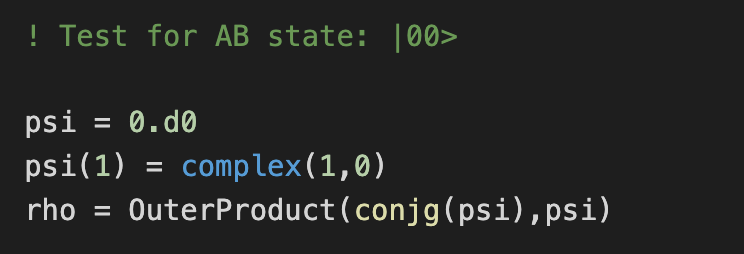 ! Test for AB state: |00>
psi = 0.d0
psi(1) = complex(1,0)
rho = OuterProduct(conjg(psi),psi)